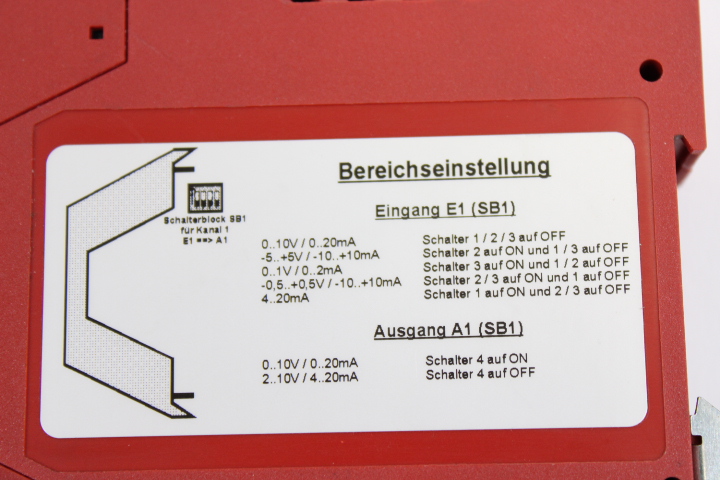 Bereichseinstellung
Schalterblock SB1
für Kanal 1
E1 ==> A1
Eingang E1 (SB1)
0..10V / 0..20mA Schalter 1 / 2 / 3 auf OFF
-5..+5V / -10..+10mA Schalter 2 auf ON und 1 / 3 auf OFF
0..1V / 0..2mA Schalter 3 auf ON und 1 / 2 auf OFF
-0,5..+0,5V / -10..+10mA Schalter 2 / 3 auf ON und 1 auf OFF
4..20mA Schalter 1 auf ON und 2 / 3 auf OFF
Ausgang A1 (SB1)
0..10V / 0..20mA Schalter 4 auf ON
2..10V / 4..20mA Schalter 4 auf OFF